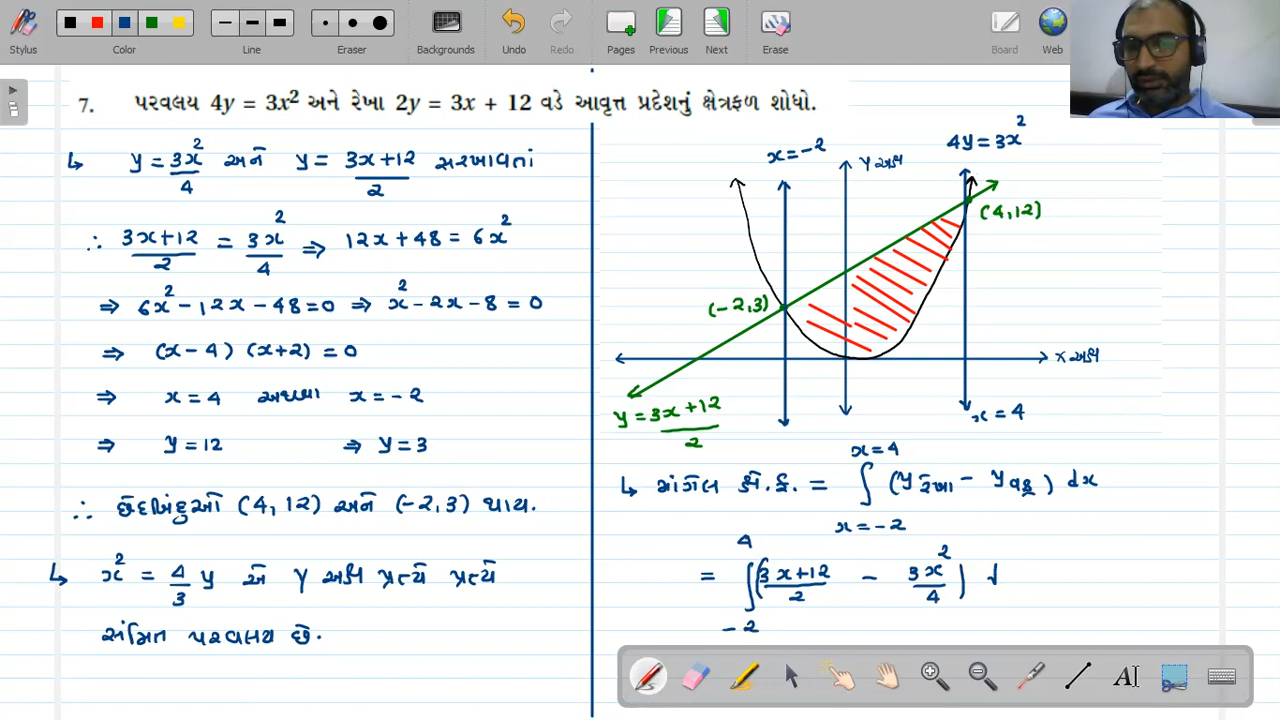 Stylus Color Line Eraser Backgrounds Undo Redo Pages Previous Next Erase Board Web
7. પરવલય 4y = 3x² અને રેખા 2y = 3x + 12 વડે આવૃત્ત પ્રદેશનું ક્ષેત્રફળ શોધો.
↳ y = 3x²/4 અને y = 3x+12/2 સરખાવતાં
∴ 3x+12/2 = 3x²/4 ⇒ 12x+48 = 6x²
⇒ 6x² - 12x - 48 = 0 ⇒ x² - 2x - 8 = 0
⇒ (x-4) (x+2) = 0
⇒ x = 4 અથવા x = -2
⇒ y = 12 ⇒ y = 3
∴ છેદબિંદુઓ (4,12) અને (-2,3) થાય.
↳ x² = 4/3 y એ y અક્ષ પ્રત્યે પ્રત્યે
સંમિત પરવલય છે.
x = -2
y અક્ષ
4y = 3x²
(4,12)
(-2,3)
x અક્ષ
y = 3x+12/2
x = 4
x = 4
↳ માંગેલ ક્ષે.ફ. = ∫ (y રેખા - y વક્ર) dx
x = -2
4
= ∫ (3x+12/2 - 3x²/4) d
-2
AI